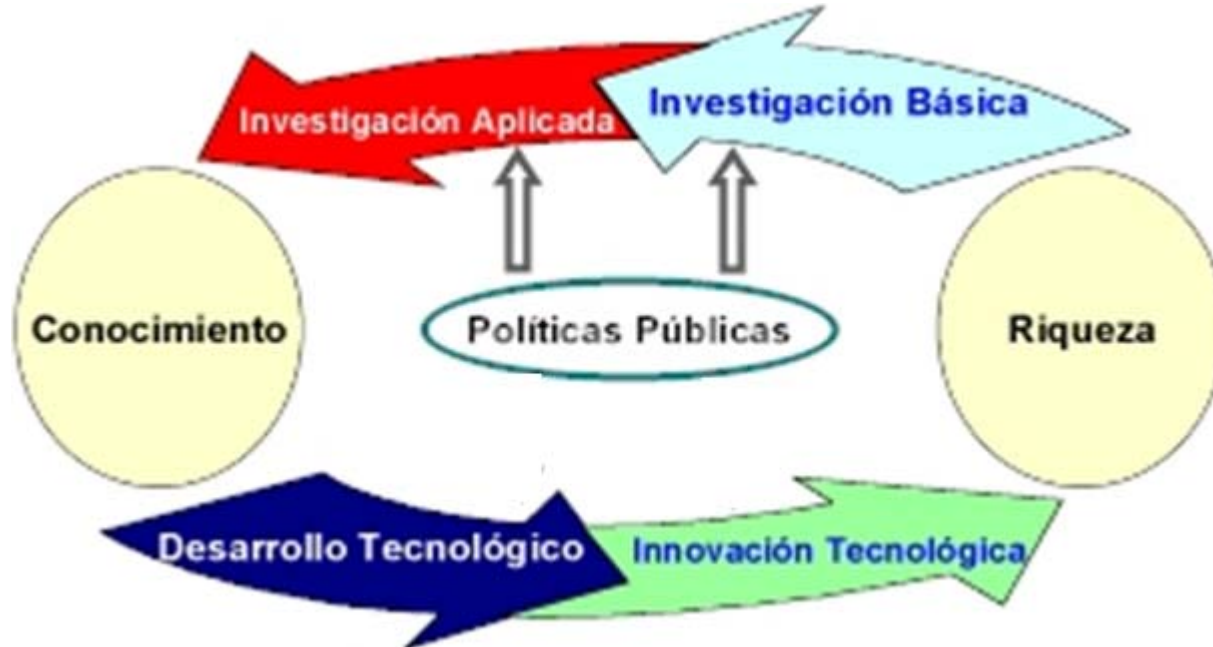 Investigación Básica
Investigación Aplicada
Conocimiento
Políticas Públicas
Riqueza
Desarrollo Tecnológico
Innovación Tecnológica